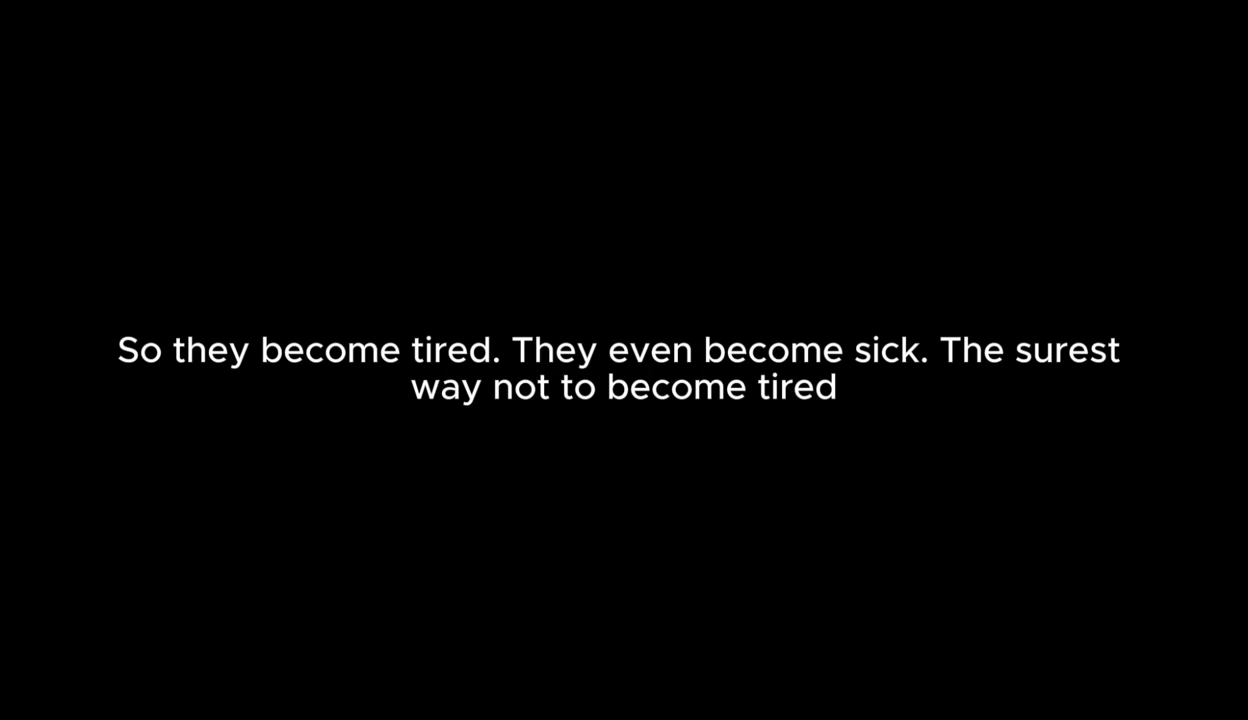 So they become tired. They even become sick. The surest
way not to become tired